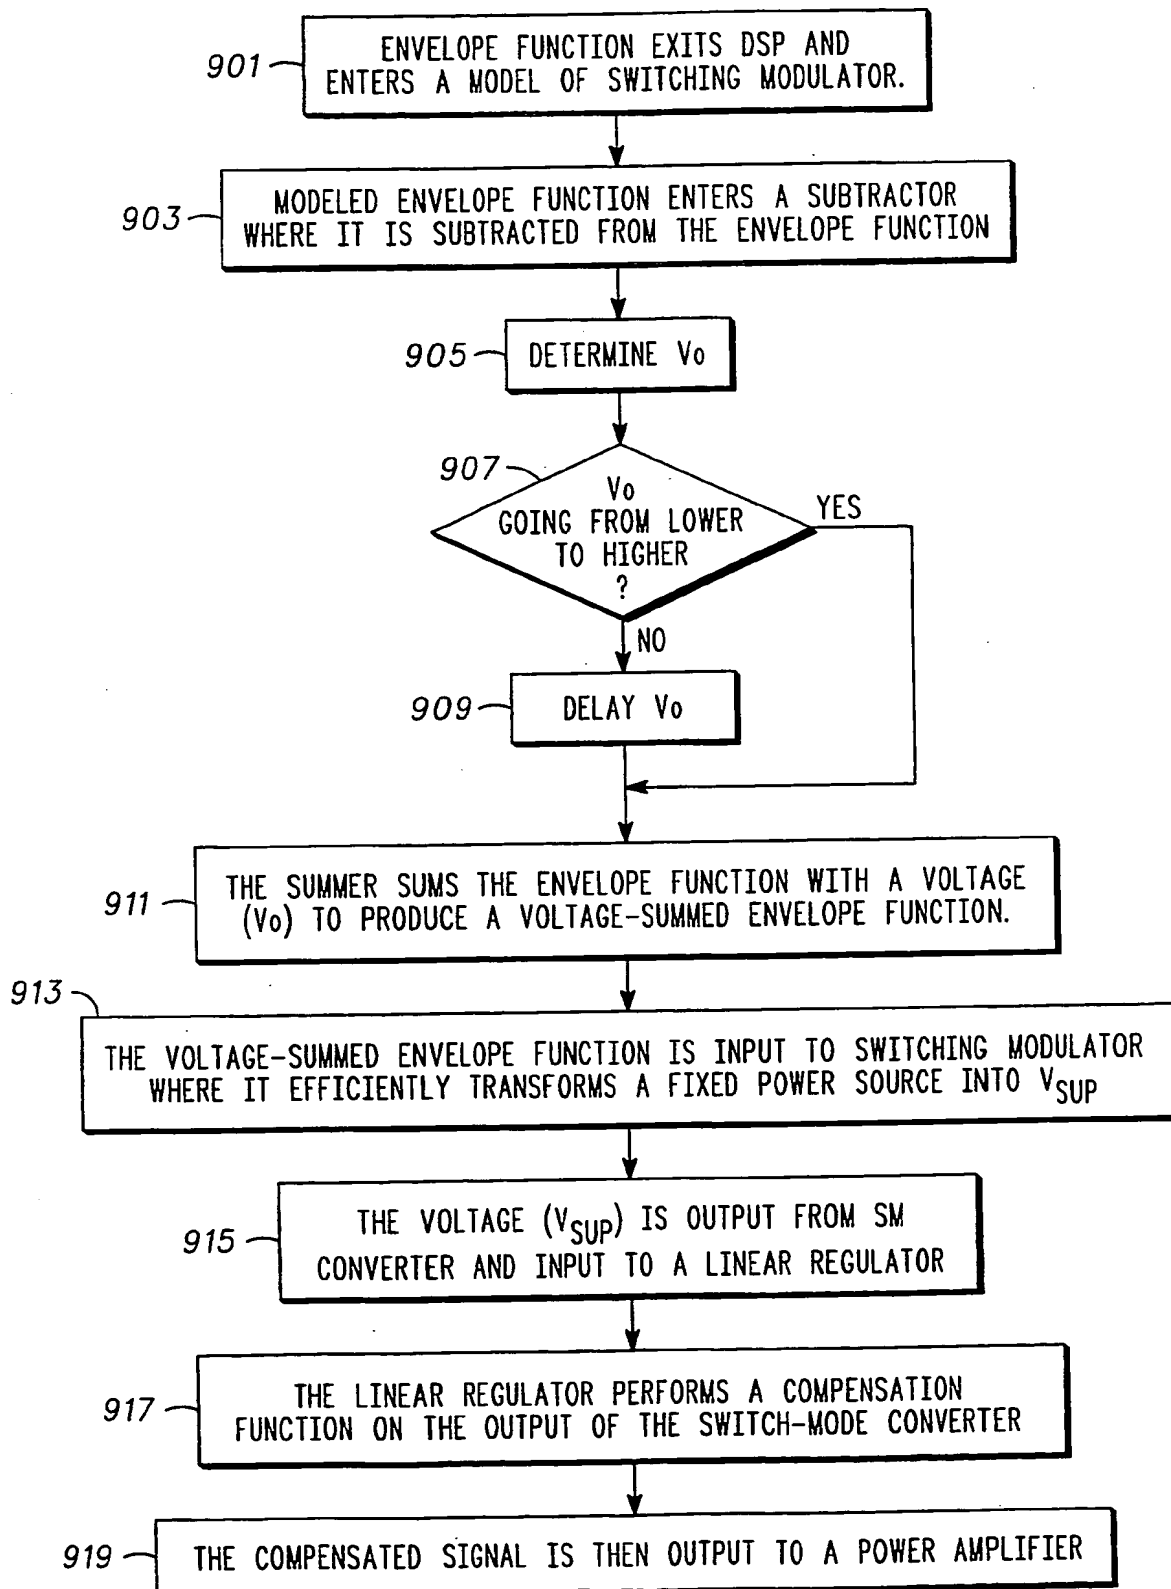 901
ENVELOPE FUNCTION EXITS DSP AND
ENTERS A MODEL OF SWITCHING MODULATOR.
903
MODELED ENVELOPE FUNCTION ENTERS A SUBTRACTOR
WHERE IT IS SUBTRACTED FROM THE ENVELOPE FUNCTION
905
DETERMINE Vo
907
Vo
GOING FROM LOWER
TO HIGHER
?
YES
NO
909
DELAY Vo
911
THE SUMMER SUMS THE ENVELOPE FUNCTION WITH A VOLTAGE
(Vo) TO PRODUCE A VOLTAGE-SUMMED ENVELOPE FUNCTION.
913
THE VOLTAGE-SUMMED ENVELOPE FUNCTION IS INPUT TO SWITCHING MODULATOR
WHERE IT EFFICIENTLY TRANSFORMS A FIXED POWER SOURCE INTO VSUP
915
THE VOLTAGE (VSUP) IS OUTPUT FROM SM
CONVERTER AND INPUT TO A LINEAR REGULATOR
917
THE LINEAR REGULATOR PERFORMS A COMPENSATION
FUNCTION ON THE OUTPUT OF THE SWITCH-MODE CONVERTER
919
THE COMPENSATED SIGNAL IS THEN OUTPUT TO A POWER AMPLIFIER